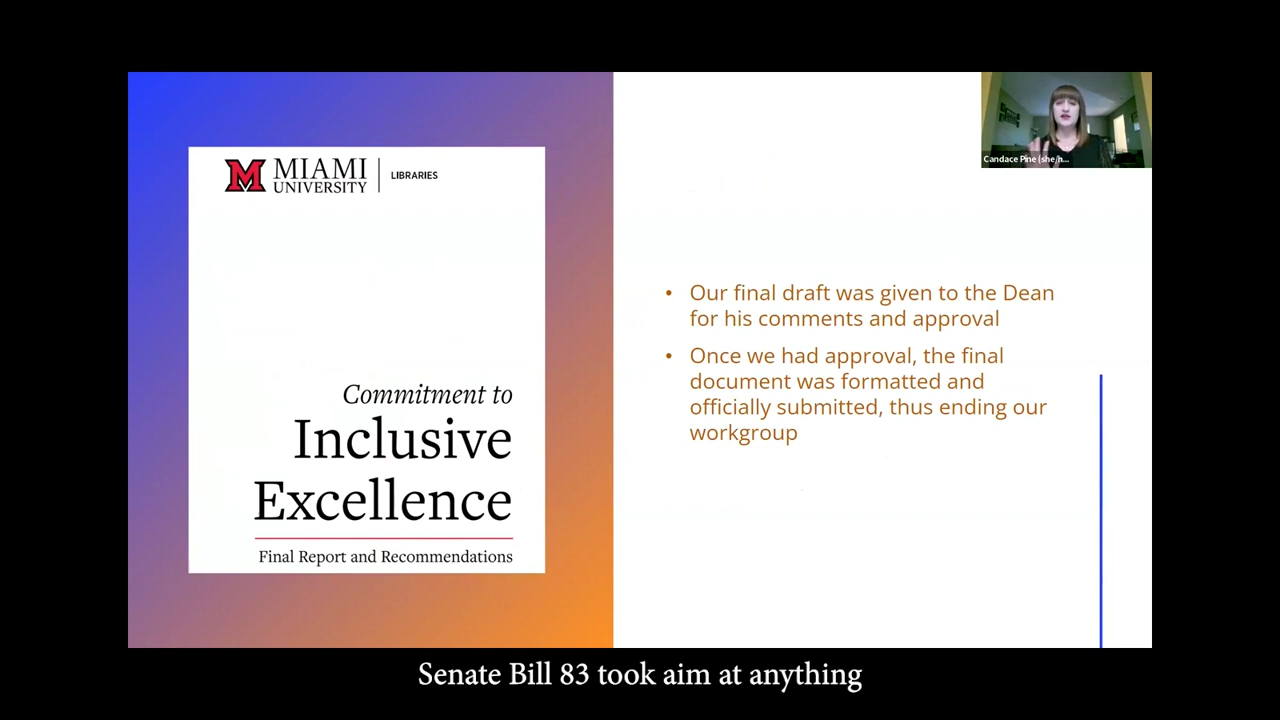 MIAMI
UNIVERSITY
LIBRARIES
Commitment to
Inclusive
Excellence
Final Report and Recommendations
Candace Pine (she/h...
• Our final draft was given to the Dean
for his comments and approval
• Once we had approval, the final
document was formatted and
officially submitted, thus ending our
workgroup
Senate Bill 83 took aim at anything